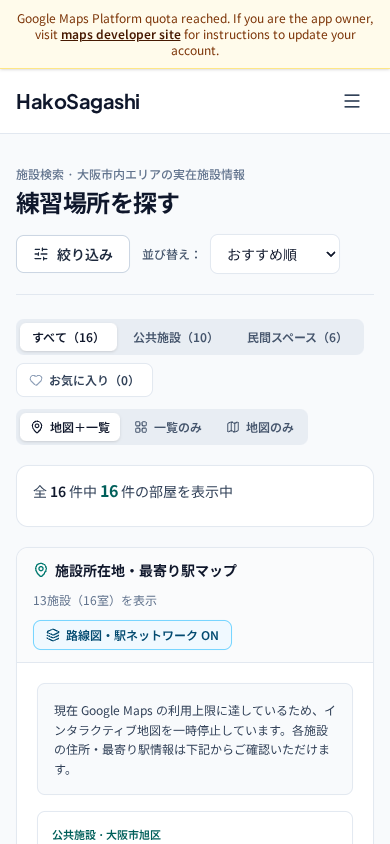 Google Maps Platform quota reached. If you are the app owner,
visit maps developer site for instructions to update your
account.
HakoSagashi
施設検索 · 大阪市内エリアの実在施設情報
練習場所を探す
絞り込み 並び替え： おすすめ順
すべて（16） 公共施設（10） 民間スペース（6）
お気に入り（0）
地図＋一覧 一覧のみ 地図のみ
全 16 件中 16 件の部屋を表示中
施設所在地・最寄り駅マップ
13施設（16室）を表示
路線図・駅ネットワーク ON
現在 Google Maps の利用上限に達しているため、イ
ンタラクティブ地図を一時停止しています。各施設
の住所・最寄り駅情報は下記からご確認いただけま
す。
公共施設・大阪市旭区